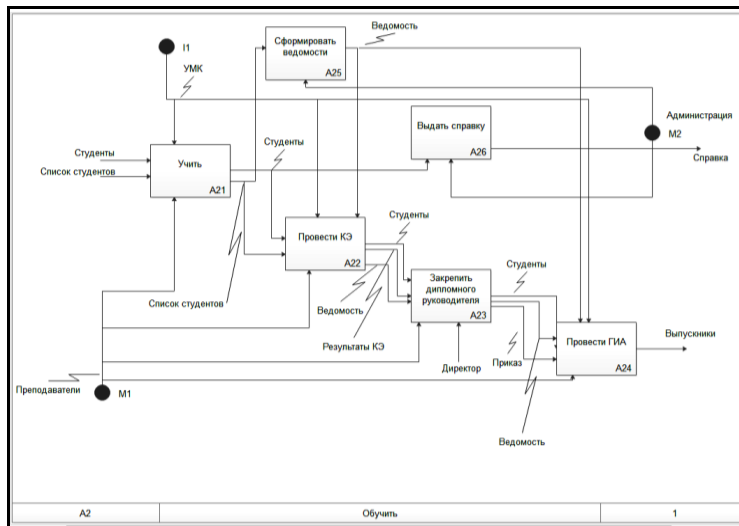 Ведомость
I1
Сформировать
ведомости
A25
УМК
Администрация
M2
Выдать справку
A26
Справка
Студенты
Студенты
Список студентов
Учить
A21
Студенты
Провести КЭ
A22
Закрепить
дипломного
руководителя
A23
Студенты
Список студентов
Ведомость
Результаты КЭ
Директор
Приказ
Провести ГИА
A24
Выпускники
Преподаватели
M1
Ведомость
A2
Обучить
1